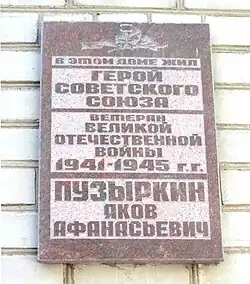 В ЭТОМ ДОМЕ ЖИЛ
ГЕРОЙ
СОВЕТСКОГО
СОЮЗА
ВЕТЕРАН
ВЕЛИКОЙ
ОТЕЧЕСТВЕННОЙ
ВОЙНЫ
1941-1945 г.г.
ПУЗЫРКИН
ЯКОВ
АФАНАСЬЕВИЧ